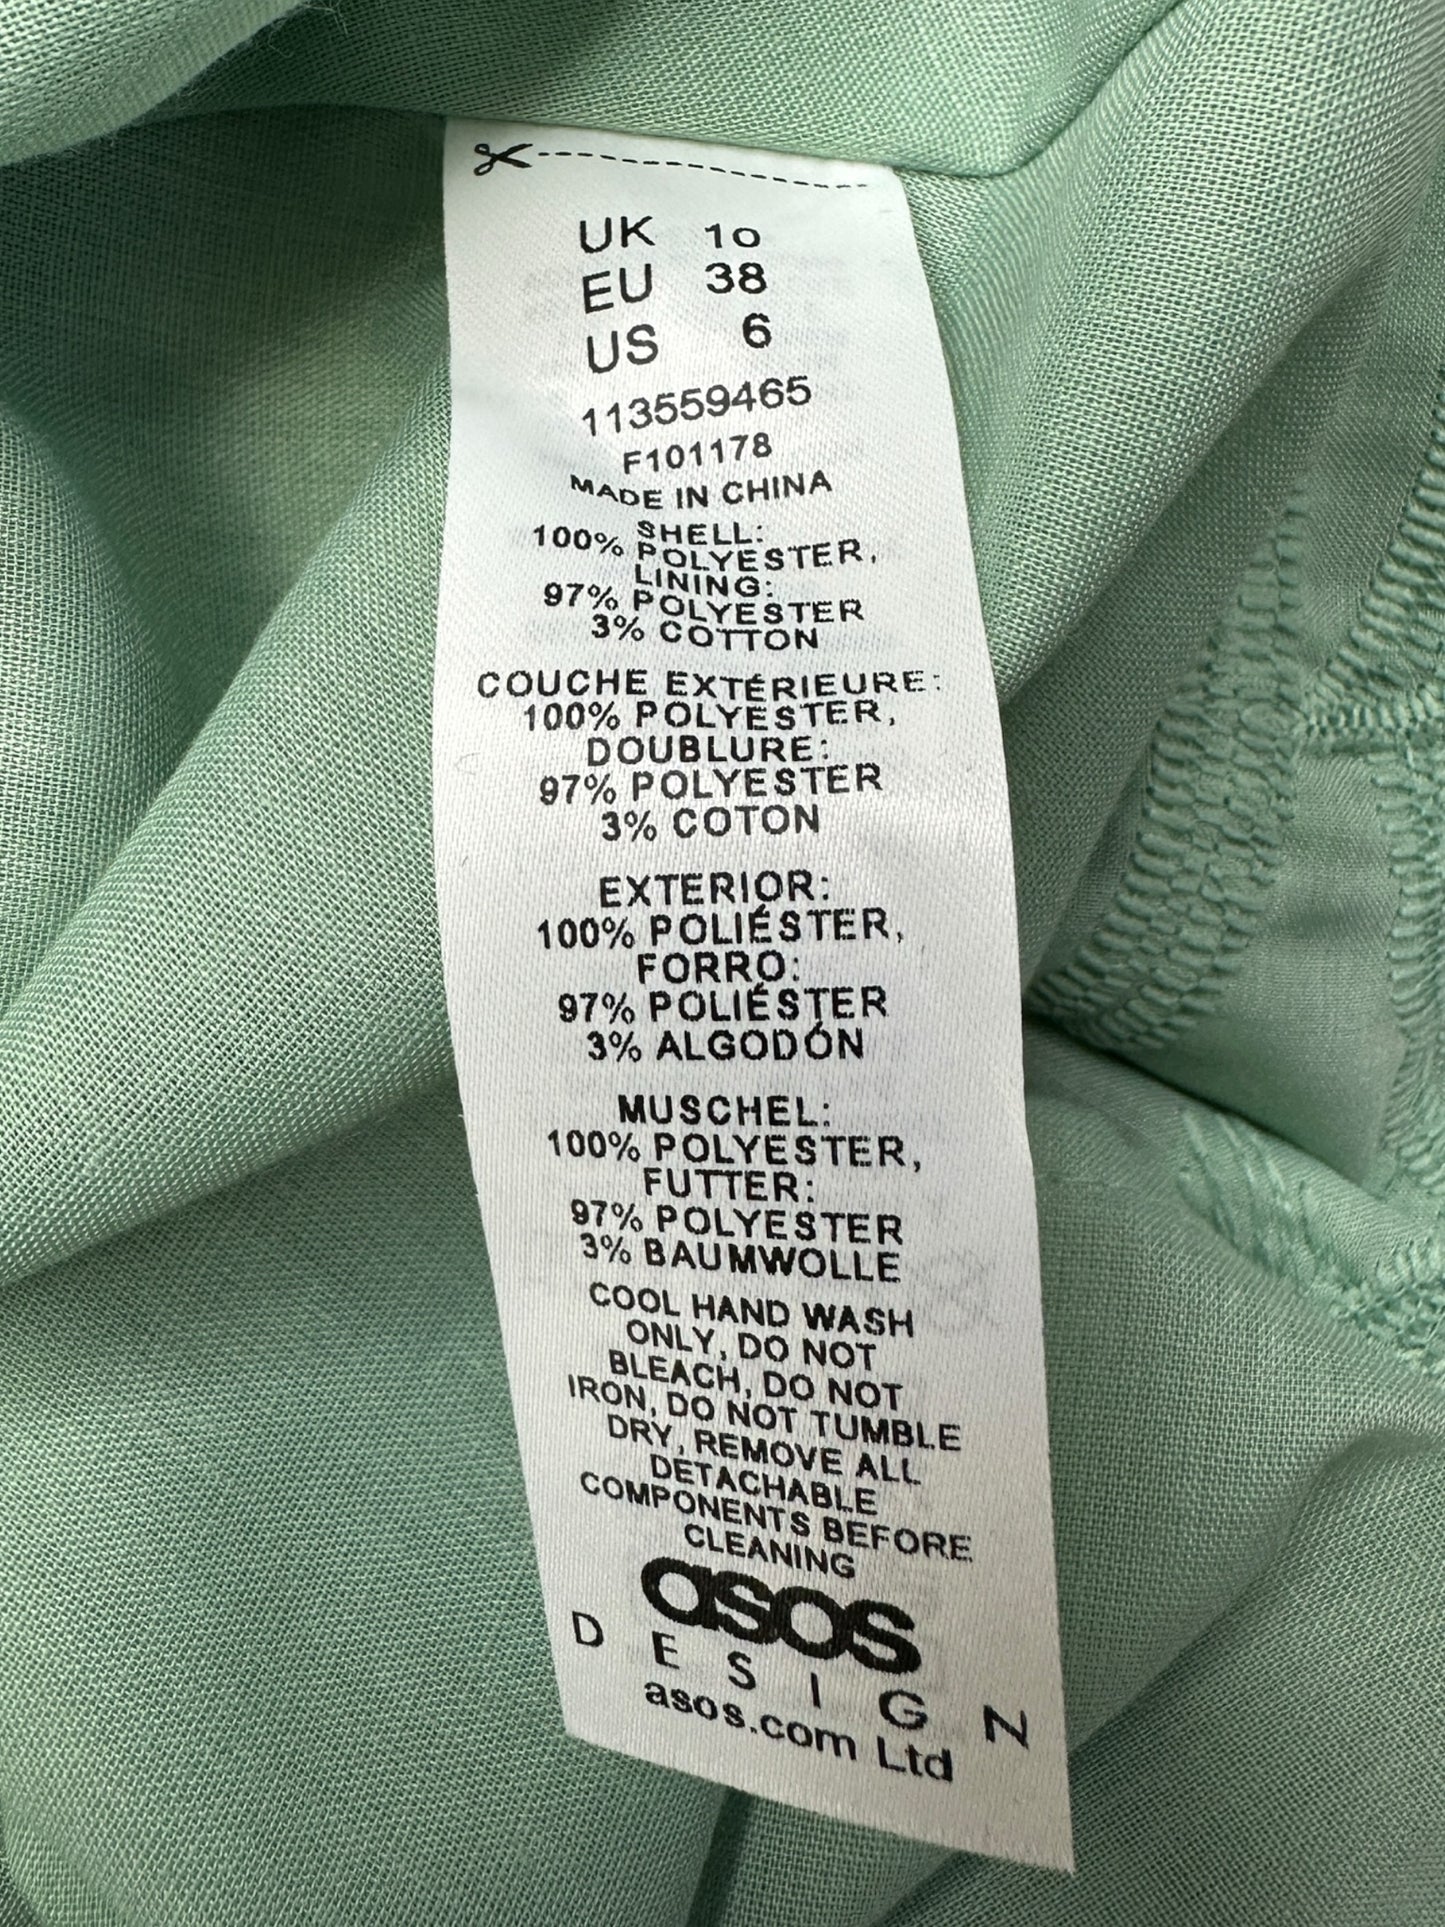 UK 10
EU 38
US 6
113559465
F101178
MADE IN CHINA
SHELL:
100% POLYESTER,
LINING:
97% POLYESTER
3% COTTON
COUCHE EXTÉRIEURE:
100% POLYESTER,
DOUBLURE:
97% POLYESTER
3% COTON
EXTERIOR:
100% POLIÉSTER,
FORRO:
97% POLIÉSTER
3% ALGODÓN
MUSCHEL:
100% POLYESTER,
FUTTER:
97% POLYESTER
3% BAUMWOLLE
COOL HAND WASH
ONLY, DO NOT
BLEACH, DO NOT
IRON, DO NOT TUMBLE
DRY, REMOVE ALL
DETACHABLE
COMPONENTS BEFORE
CLEANING
asos
DESIGN
asos.com Ltd